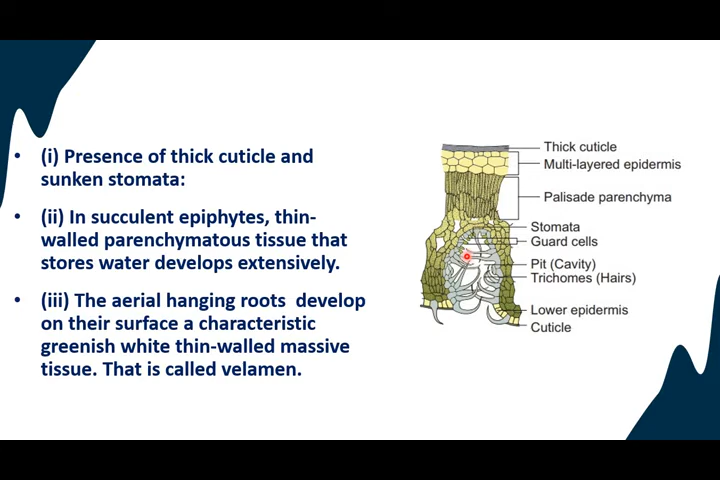 • (i) Presence of thick cuticle and
sunken stomata:
• (ii) In succulent epiphytes, thin-
walled parenchymatous tissue that
stores water develops extensively.
• (iii) The aerial hanging roots  develop
on their surface a characteristic
greenish white thin-walled massive
tissue. That is called velamen.
Thick cuticle
Multi-layered epidermis
Palisade parenchyma
Stomata
Guard cells
Pit (Cavity)
Trichomes (Hairs)
Lower epidermis
Cuticle